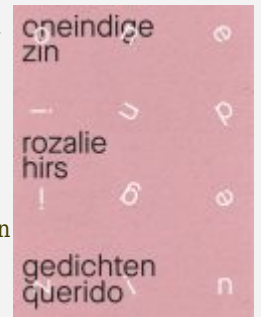 oneindige
zin
o n e
i n d
rozalie
hirs
i g e
n
gedichten
querido
z i n